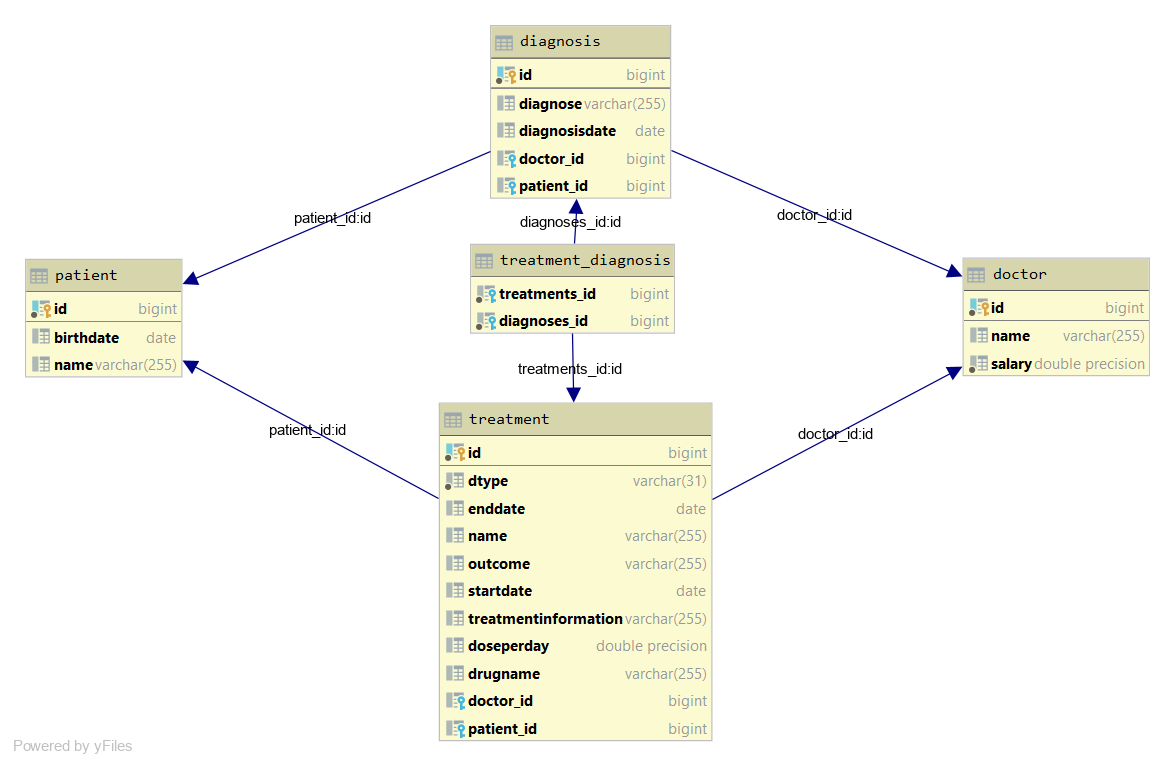 diagnosis
id bigint
diagnose varchar(255)
diagnosisdate date
doctor_id bigint
patient_id bigint
patient_id:id
diagnoses_id:id
doctor_id:id
patient
id bigint
birthdate date
name varchar(255)
treatment_diagnosis
treatments_id bigint
diagnoses_id bigint
doctor
id bigint
name varchar(255)
salary double precision
treatments_id:id
patient_id:id
doctor_id:id
treatment
id bigint
dtype varchar(31)
enddate date
name varchar(255)
outcome varchar(255)
startdate date
treatmentinformation varchar(255)
doseperday double precision
drugname varchar(255)
doctor_id bigint
patient_id bigint
Powered by yFiles